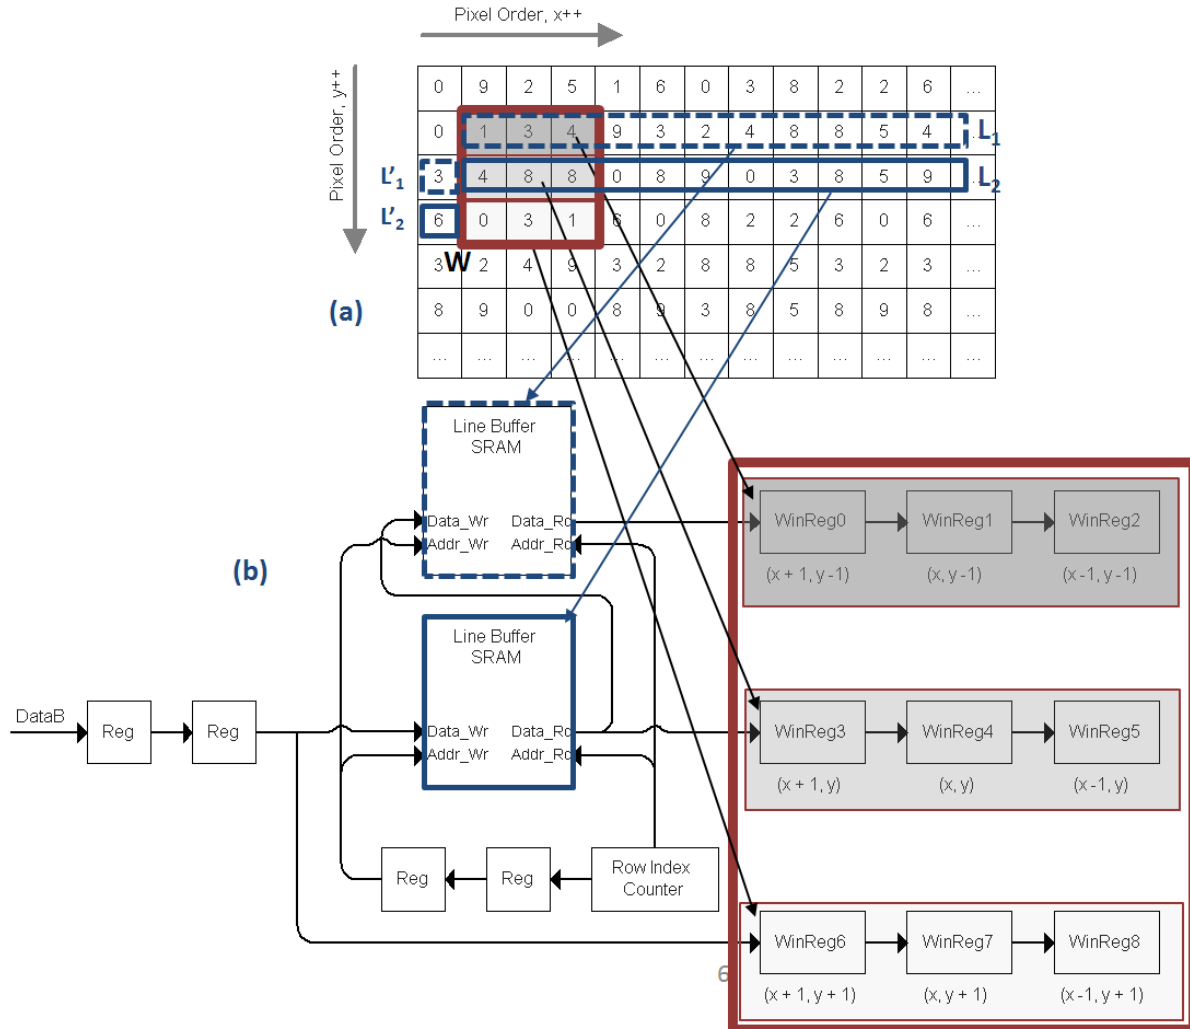 Pixel Order, x++
Pixel Order, y++
0 9 2 5 1 6 0 3 8 2 2 6 ...
0 1 3 4 9 3 2 4 8 8 5 4 ... L1
L'1 3 4 8 8 0 8 9 0 3 8 5 9 ... L2
L'2 6 0 3 1 6 0 8 2 2 6 0 6 ...
W
3 2 4 9 3 2 8 8 5 3 2 3 ...
(a)
8 9 0 0 8 9 3 8 5 8 9 8 ...
... ... ... ... ... ... ... ... ... ... ... ... ...
Line Buffer
SRAM
Data_Wr Data_Rd
Addr_Wr Addr_Rd
WinReg0 WinReg1 WinReg2
(x + 1, y -1) (x, y -1) (x -1, y -1)
(b)
Line Buffer
SRAM
DataB
Reg Reg
Data_Wr Data_Rd
Addr_Wr Addr_Rd
WinReg3 WinReg4 WinReg5
(x + 1, y) (x, y) (x -1, y)
Reg Reg
Row Index
Counter
WinReg6 WinReg7 WinReg8
6
(x + 1, y + 1) (x, y + 1) (x -1, y + 1)